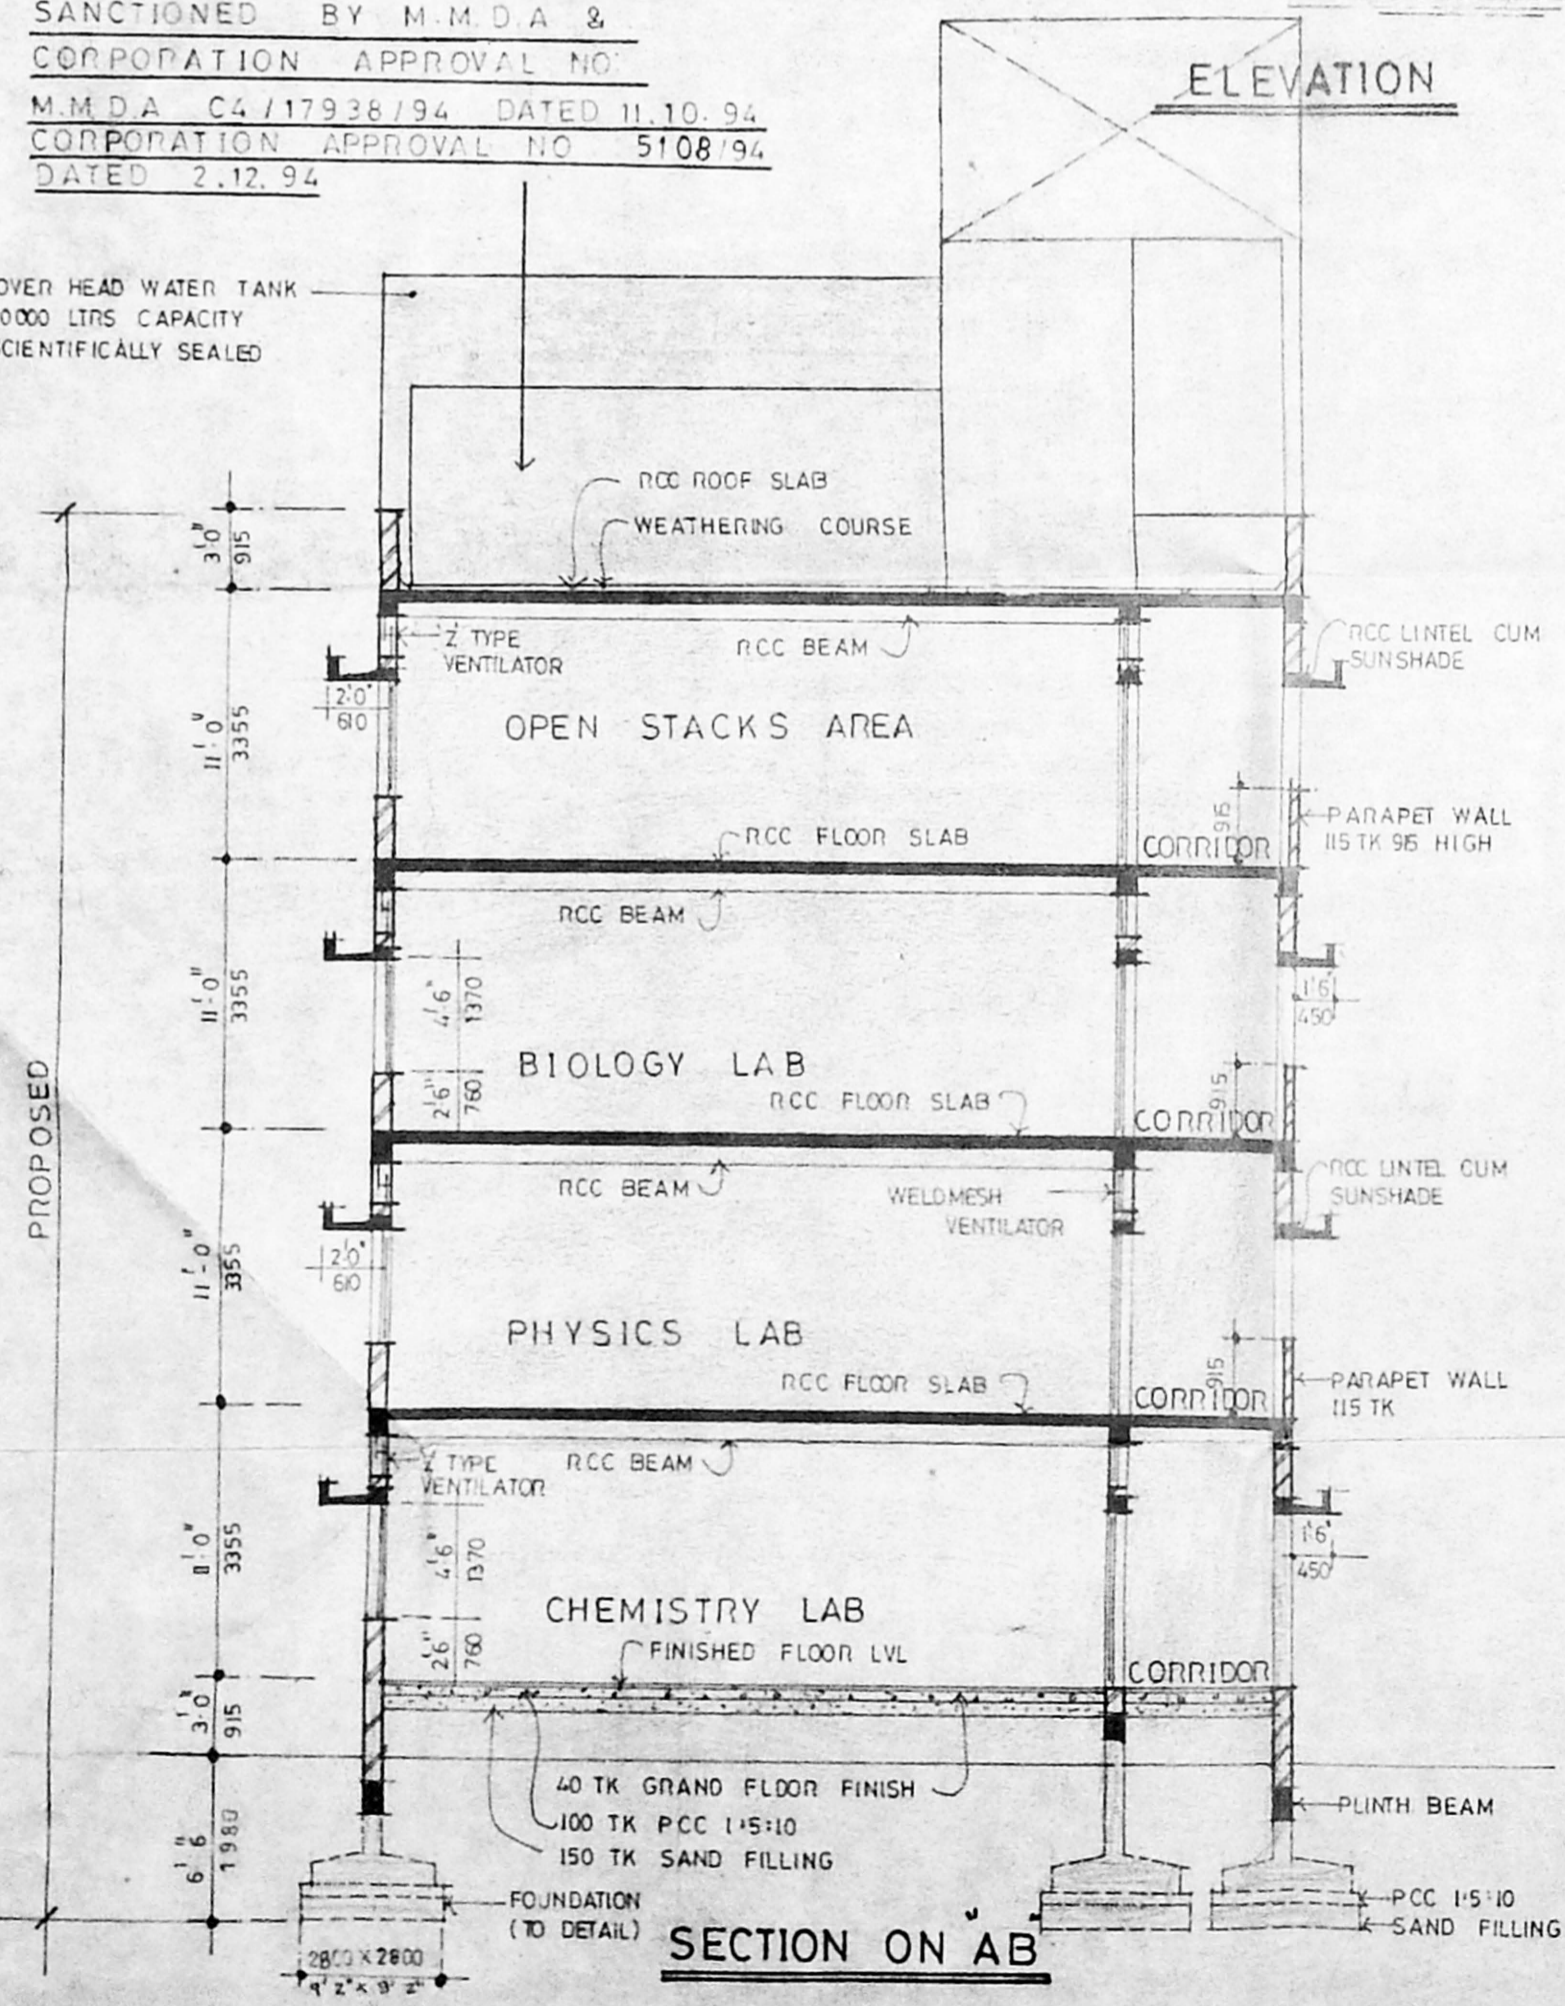 SANCTIONED BY M.M.D.A &
CORPORATION APPROVAL NO:
M.M.D.A C4/17938/94 DATED 11.10.94
CORPORATION APPROVAL NO 5108/94
DATED 2.12.94
ELEVATION
OVER HEAD WATER TANK
0000 LTRS CAPACITY
SCIENTIFICALLY SEALED
RCC ROOF SLAB
WEATHERING COURSE
3'-0"
915
'Z' TYPE
VENTILATOR
RCC BEAM
RCC LINTEL CUM
SUNSHADE
2'-0"
610
OPEN STACKS AREA
11'-0"
3355
RCC FLOOR SLAB
CORRIDOR
915
PARAPET WALL
115 TK 915 HIGH
RCC BEAM
11'-0"
3355
4'-6"
1370
1'6"
450
BIOLOGY LAB
2'6"
760
RCC FLOOR SLAB
CORRIDOR
915
PROPOSED
RCC BEAM
WELDMESH
VENTILATOR
RCC LINTEL CUM
SUNSHADE
11'-0"
3355
2'-0"
610
PHYSICS LAB
RCC FLOOR SLAB
CORRIDOR
915
PARAPET WALL
115 TK
Z TYPE
VENTILATOR
RCC BEAM
3355
4'-6"
1370
1'6"
450
CHEMISTRY LAB
2'6"
760
FINISHED FLOOR LVL
CORRIDOR
3'-0"
915
40 TK GRANO FLOOR FINISH
100 TK PCC 1:5:10
150 TK SAND FILLING
PLINTH BEAM
6'6"
1980
FOUNDATION
(TO DETAIL)
PCC 1:5:10
SAND FILLING
2800 X 2800
9'2" X 9'2"
SECTION ON "AB"